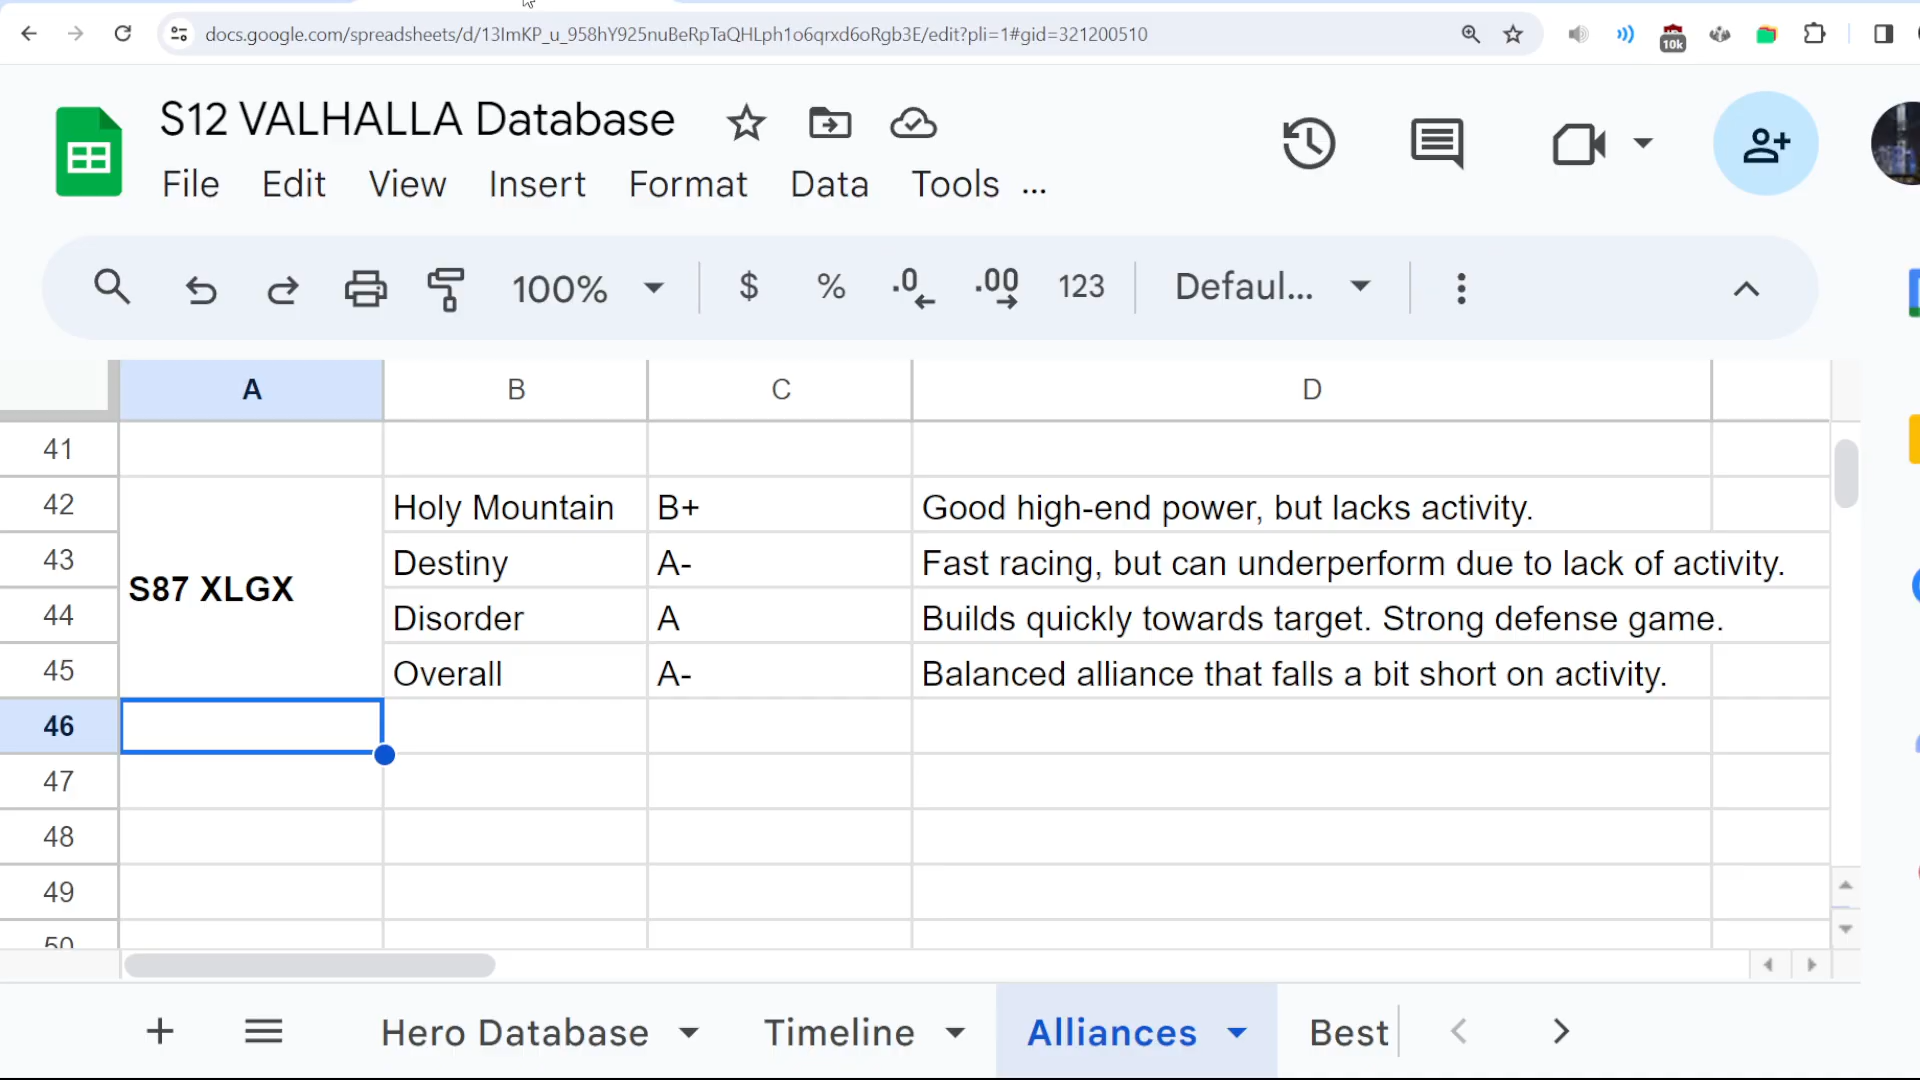 docs.google.com/spreadsheets/d/13ImKP_u_958hY925nuBeRpTaQHLph1o6qrxd6oRgb3E/edit?pli=1#gid=321200510
10k
S12 VALHALLA Database
File Edit View Insert Format Data Tools ...
100% $ % .0 .00 123 Defaul...
A B C D
41
42 Holy Mountain B+ Good high-end power, but lacks activity.
43 Destiny A- Fast racing, but can underperform due to lack of activity.
S87 XLGX
44 Disorder A Builds quickly towards target. Strong defense game.
45 Overall A- Balanced alliance that falls a bit short on activity.
46
47
48
49
50
Hero Database Timeline Alliances Best